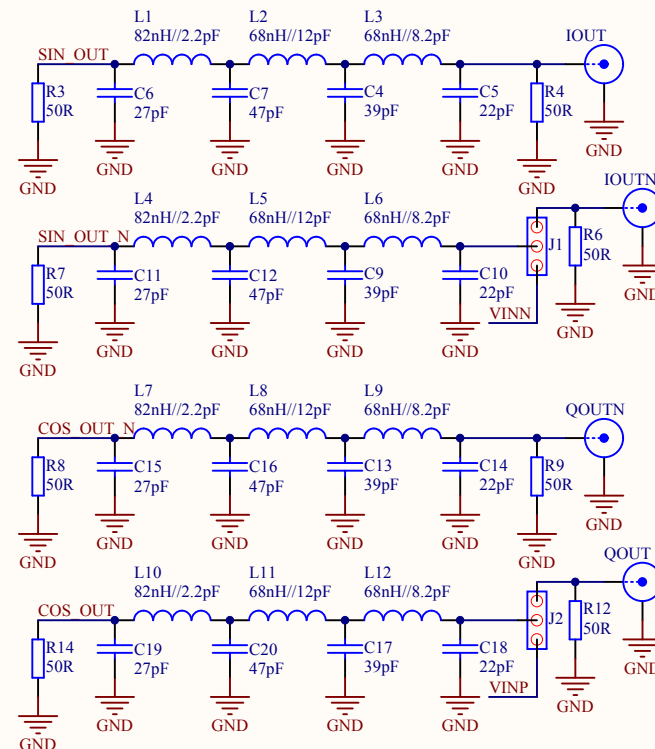 L1
82nH//2.2pF
L2
68nH//12pF
L3
68nH//8.2pF
IOUT
SIN_OUT
R3
50R
C6
27pF
C7
47pF
C4
39pF
C5
22pF
R4
50R
GND
GND
GND
GND
GND
GND
GND
L4
82nH//2.2pF
L5
68nH//12pF
L6
68nH//8.2pF
IOUTN
SIN_OUT_N
R7
50R
C11
27pF
C12
47pF
C9
39pF
C10
22pF
J1
R6
50R
VINN
GND
GND
GND
GND
GND
GND
GND
L7
82nH//2.2pF
L8
68nH//12pF
L9
68nH//8.2pF
QOUTN
COS_OUT_N
R8
50R
C15
27pF
C16
47pF
C13
39pF
C14
22pF
R9
50R
GND
GND
GND
GND
GND
GND
GND
L10
82nH//2.2pF
L11
68nH//12pF
L12
68nH//8.2pF
QOUT
COS_OUT
R14
50R
C19
27pF
C20
47pF
C17
39pF
C18
22pF
J2
R12
50R
VINP
GND
GND
GND
GND
GND
GND
GND